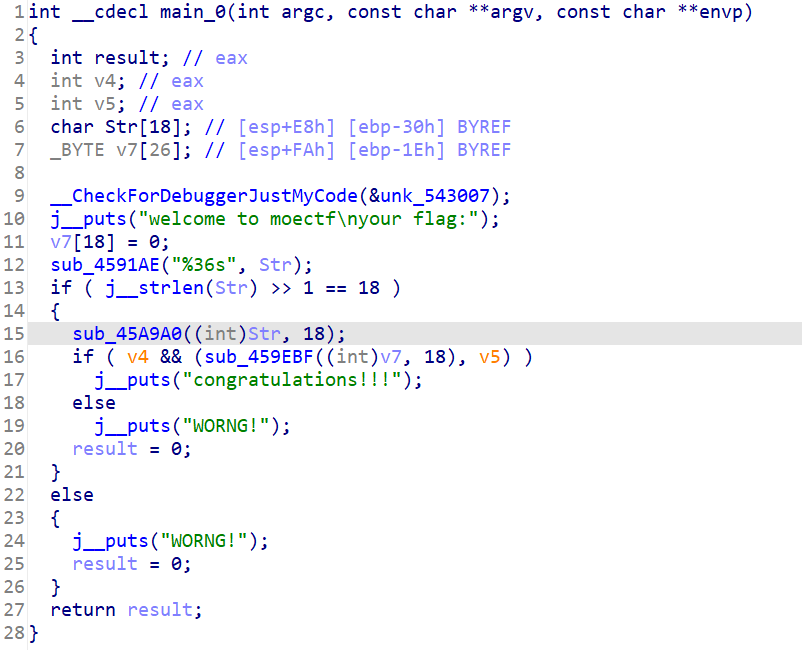 1 int __cdecl main_0(int argc, const char **argv, const char **envp)
2 {
3   int result; // eax
4   int v4; // eax
5   int v5; // eax
6   char Str[18]; // [esp+E8h] [ebp-30h] BYREF
7   _BYTE v7[26]; // [esp+FAh] [ebp-1Eh] BYREF
8
9   __CheckForDebuggerJustMyCode(&unk_543007);
10   j__puts("welcome to moectf\nyour flag:");
11   v7[18] = 0;
12   sub_4591AE("%36s", Str);
13   if ( j__strlen(Str) >> 1 == 18 )
14   {
15     sub_45A9A0((int)Str, 18);
16     if ( v4 && (sub_459EBF((int)v7, 18), v5) )
17       j__puts("congratulations!!!");
18     else
19       j__puts("WORNG!");
20     result = 0;
21   }
22   else
23   {
24     j__puts("WORNG!");
25     result = 0;
26   }
27   return result;
28 }